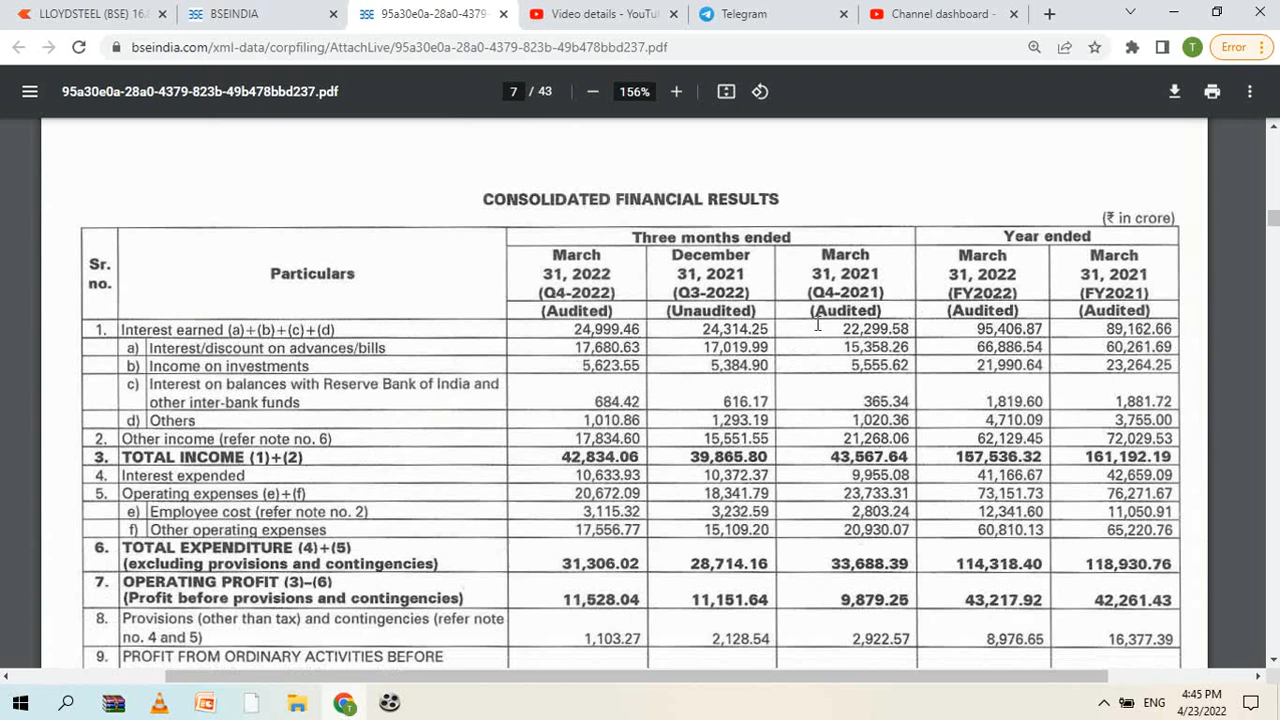 LLOYDSTEEL (BSE) 16.
BSEINDIA
95a30e0a-28a0-4379-
Video details - YouTu
Telegram
Channel dashboard -
bseindia.com/xml-data/corpfiling/AttachLive/95a30e0a-28a0-4379-823b-49b478bbd237.pdf
T
Error
95a30e0a-28a0-4379-823b-49b478bbd237.pdf
7 / 43
156%
CONSOLIDATED FINANCIAL RESULTS
(₹ in crore)
Sr. no. Particulars Three months ended Year ended
March 31, 2022 (Q4-2022) December 31, 2021 (Q3-2022) March 31, 2021 (Q4-2021) March 31, 2022 (FY2022) March 31, 2021 (FY2021)
(Audited) (Unaudited) (Audited) (Audited) (Audited)
1. Interest earned (a)+(b)+(c)+(d) 24,999.46 24,314.25 22,299.58 95,406.87 89,162.66
a) Interest/discount on advances/bills 17,680.63 17,019.99 15,358.26 66,886.54 60,261.69
b) Income on investments 5,623.55 5,384.90 5,555.62 21,990.64 23,264.25
c) Interest on balances with Reserve Bank of India and
other inter-bank funds 684.42 616.17 365.34 1,819.60 1,881.72
d) Others 1,010.86 1,293.19 1,020.36 4,710.09 3,755.00
2. Other income (refer note no. 6) 17,834.60 15,551.55 21,268.06 62,129.45 72,029.53
3. TOTAL INCOME (1)+(2) 42,834.06 39,865.80 43,567.64 157,536.32 161,192.19
4. Interest expended 10,633.93 10,372.37 9,955.08 41,166.67 42,659.09
5. Operating expenses (e)+(f) 20,672.09 18,341.79 23,733.31 73,151.73 76,271.67
e) Employee cost (refer note no. 2) 3,115.32 3,232.59 2,803.24 12,341.60 11,050.91
f) Other operating expenses 17,556.77 15,109.20 20,930.07 60,810.13 65,220.76
6. TOTAL EXPENDITURE (4)+(5)
(excluding provisions and contingencies) 31,306.02 28,714.16 33,688.39 114,318.40 118,930.76
7. OPERATING PROFIT (3)–(6)
(Profit before provisions and contingencies) 11,528.04 11,151.64 9,879.25 43,217.92 42,261.43
8. Provisions (other than tax) and contingencies (refer note
no. 4 and 5) 1,103.27 2,128.54 2,922.57 8,976.65 16,377.39
9. PROFIT FROM ORDINARY ACTIVITIES BEFORE
ENG
4:45 PM
4/23/2022